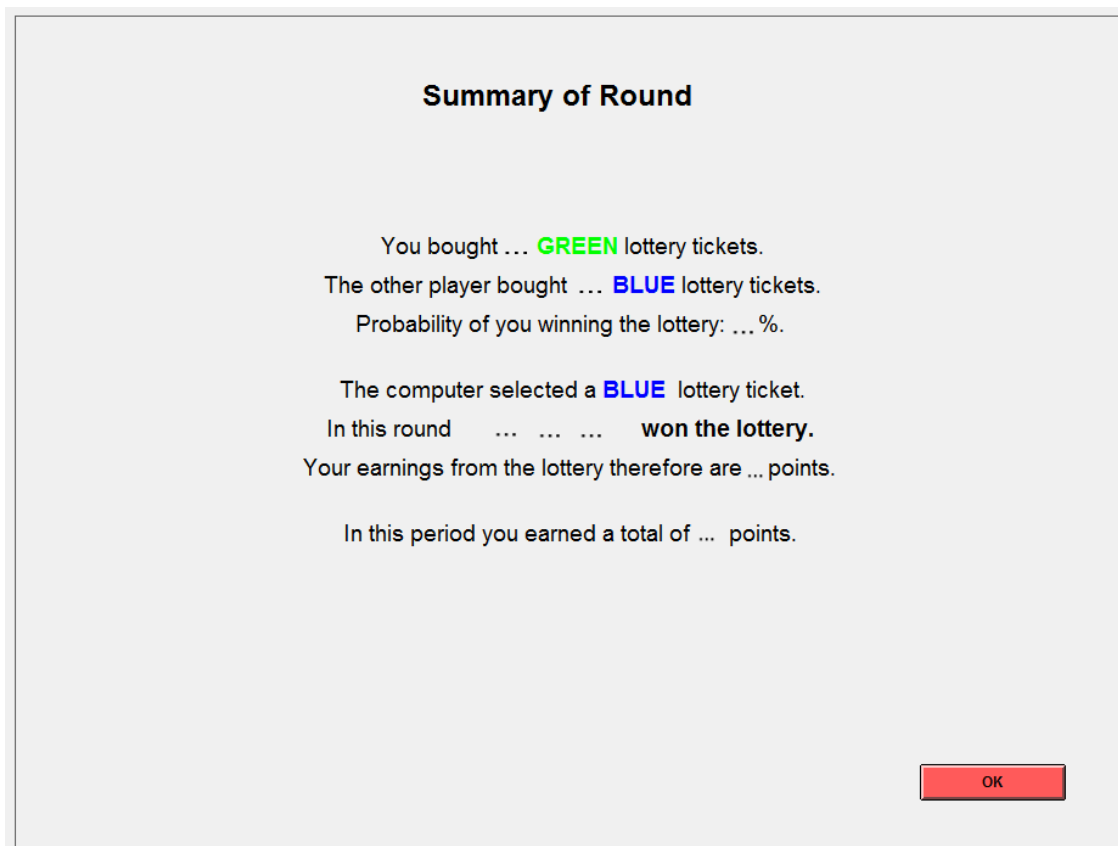 Summary of Round
You bought ... GREEN lottery tickets.
The other player bought ... BLUE lottery tickets.
Probability of you winning the lottery: ...%.
The computer selected a BLUE lottery ticket.
In this round ... ... ... won the lottery.
Your earnings from the lottery therefore are ... points.
In this period you earned a total of ... points.
OK